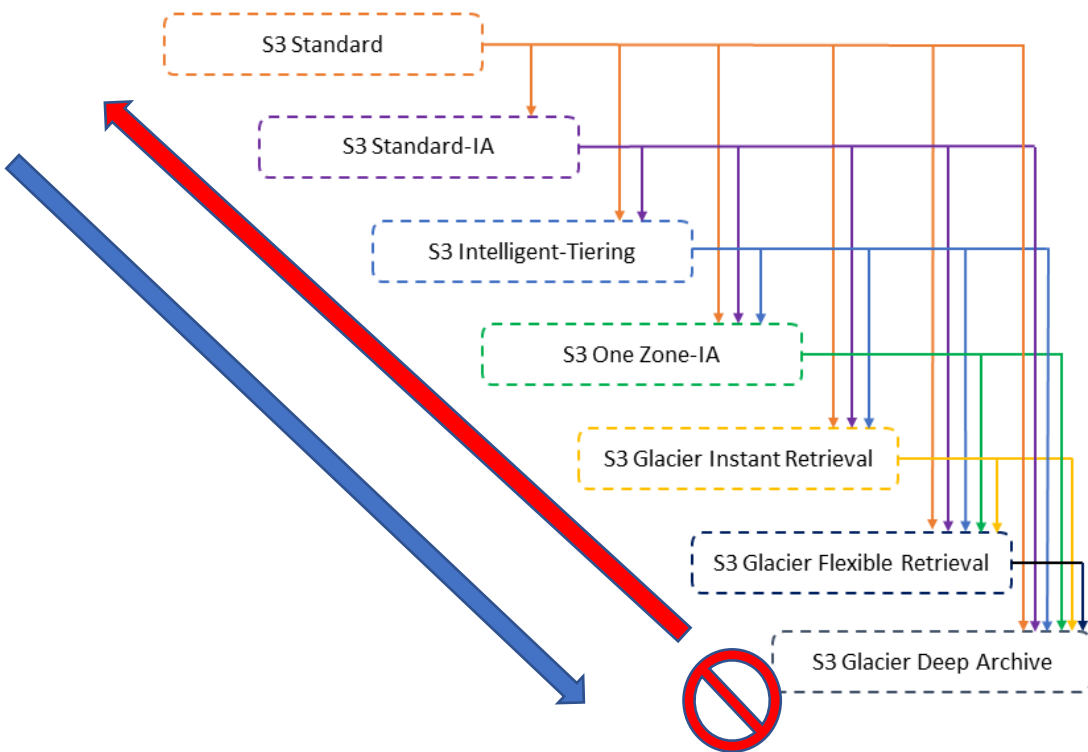 S3 Standard
S3 Standard-IA
S3 Intelligent-Tiering
S3 One Zone-IA
S3 Glacier Instant Retrieval
S3 Glacier Flexible Retrieval
S3 Glacier Deep Archive